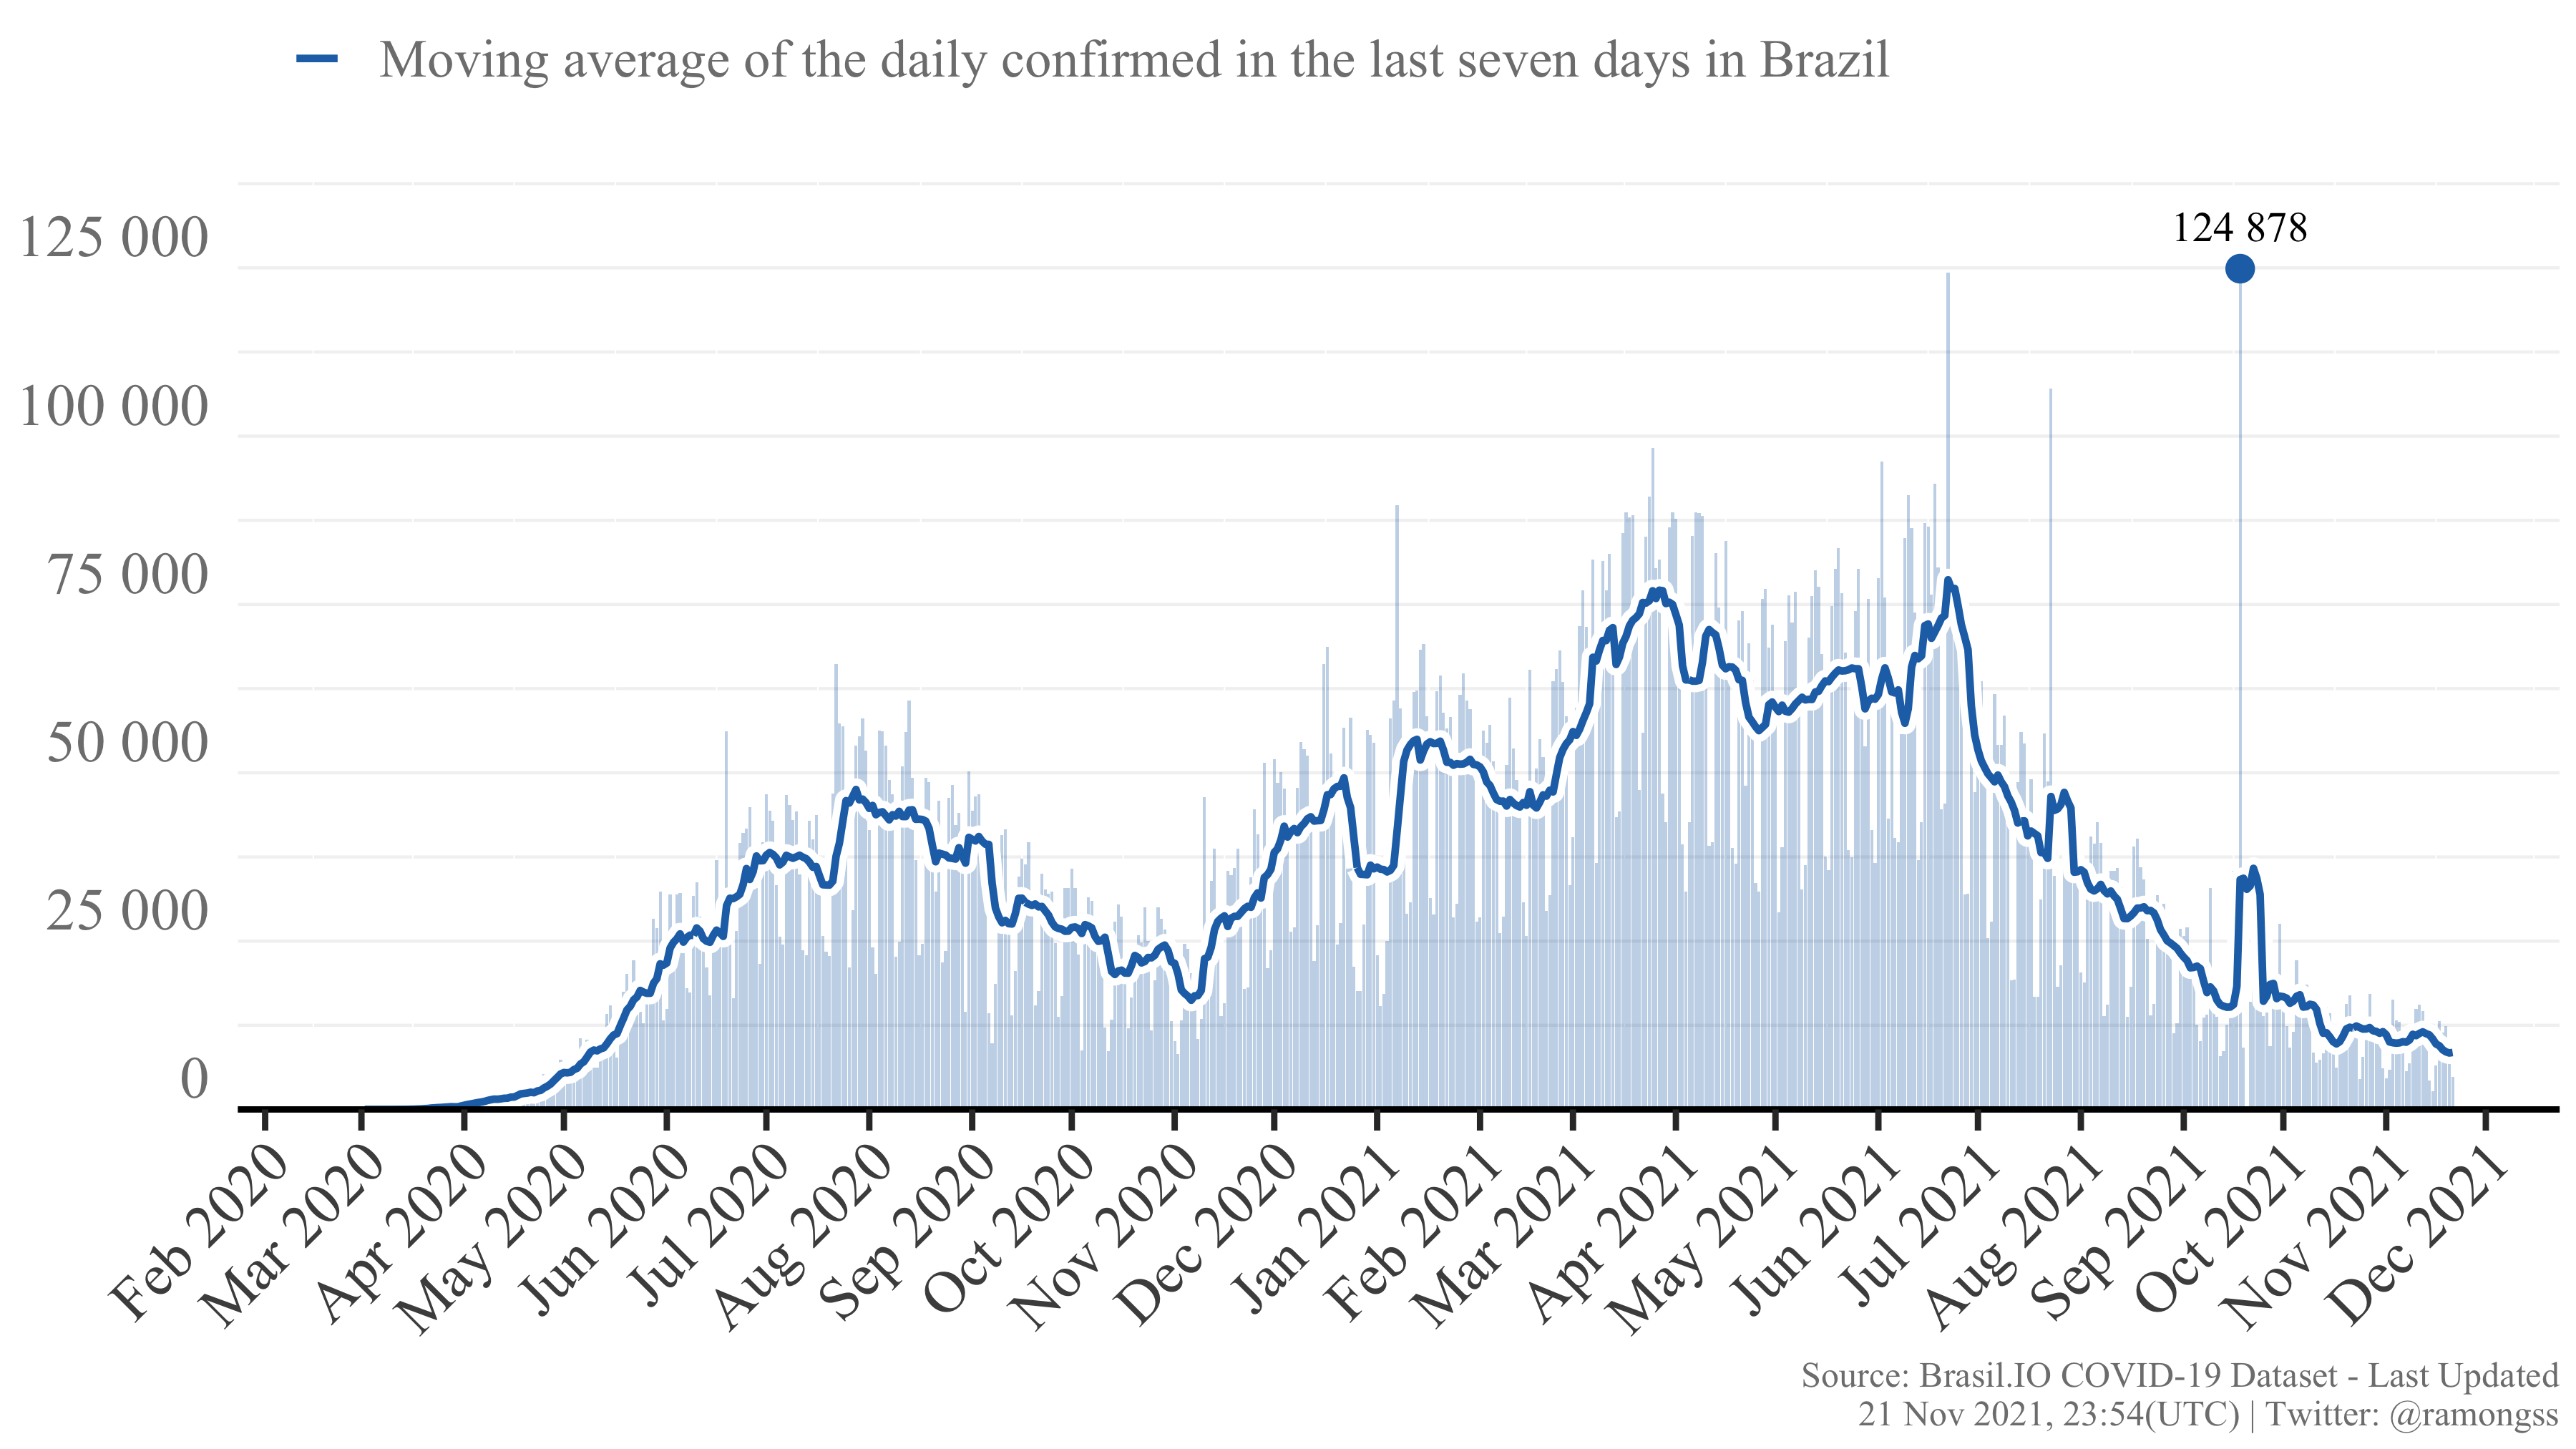 Moving average of the daily confirmed in the last seven days in Brazil
124 878
125 000
100 000
75 000
50 000
25 000
0
Feb 2020
Mar 2020
Apr 2020
May 2020
Jun 2020
Jul 2020
Aug 2020
Sep 2020
Oct 2020
Nov 2020
Dec 2020
Jan 2021
Feb 2021
Mar 2021
Apr 2021
May 2021
Jun 2021
Jul 2021
Aug 2021
Sep 2021
Oct 2021
Nov 2021
Dec 2021
Source: Brasil.IO COVID-19 Dataset - Last Updated
21 Nov 2021, 23:54(UTC) | Twitter: @ramongss